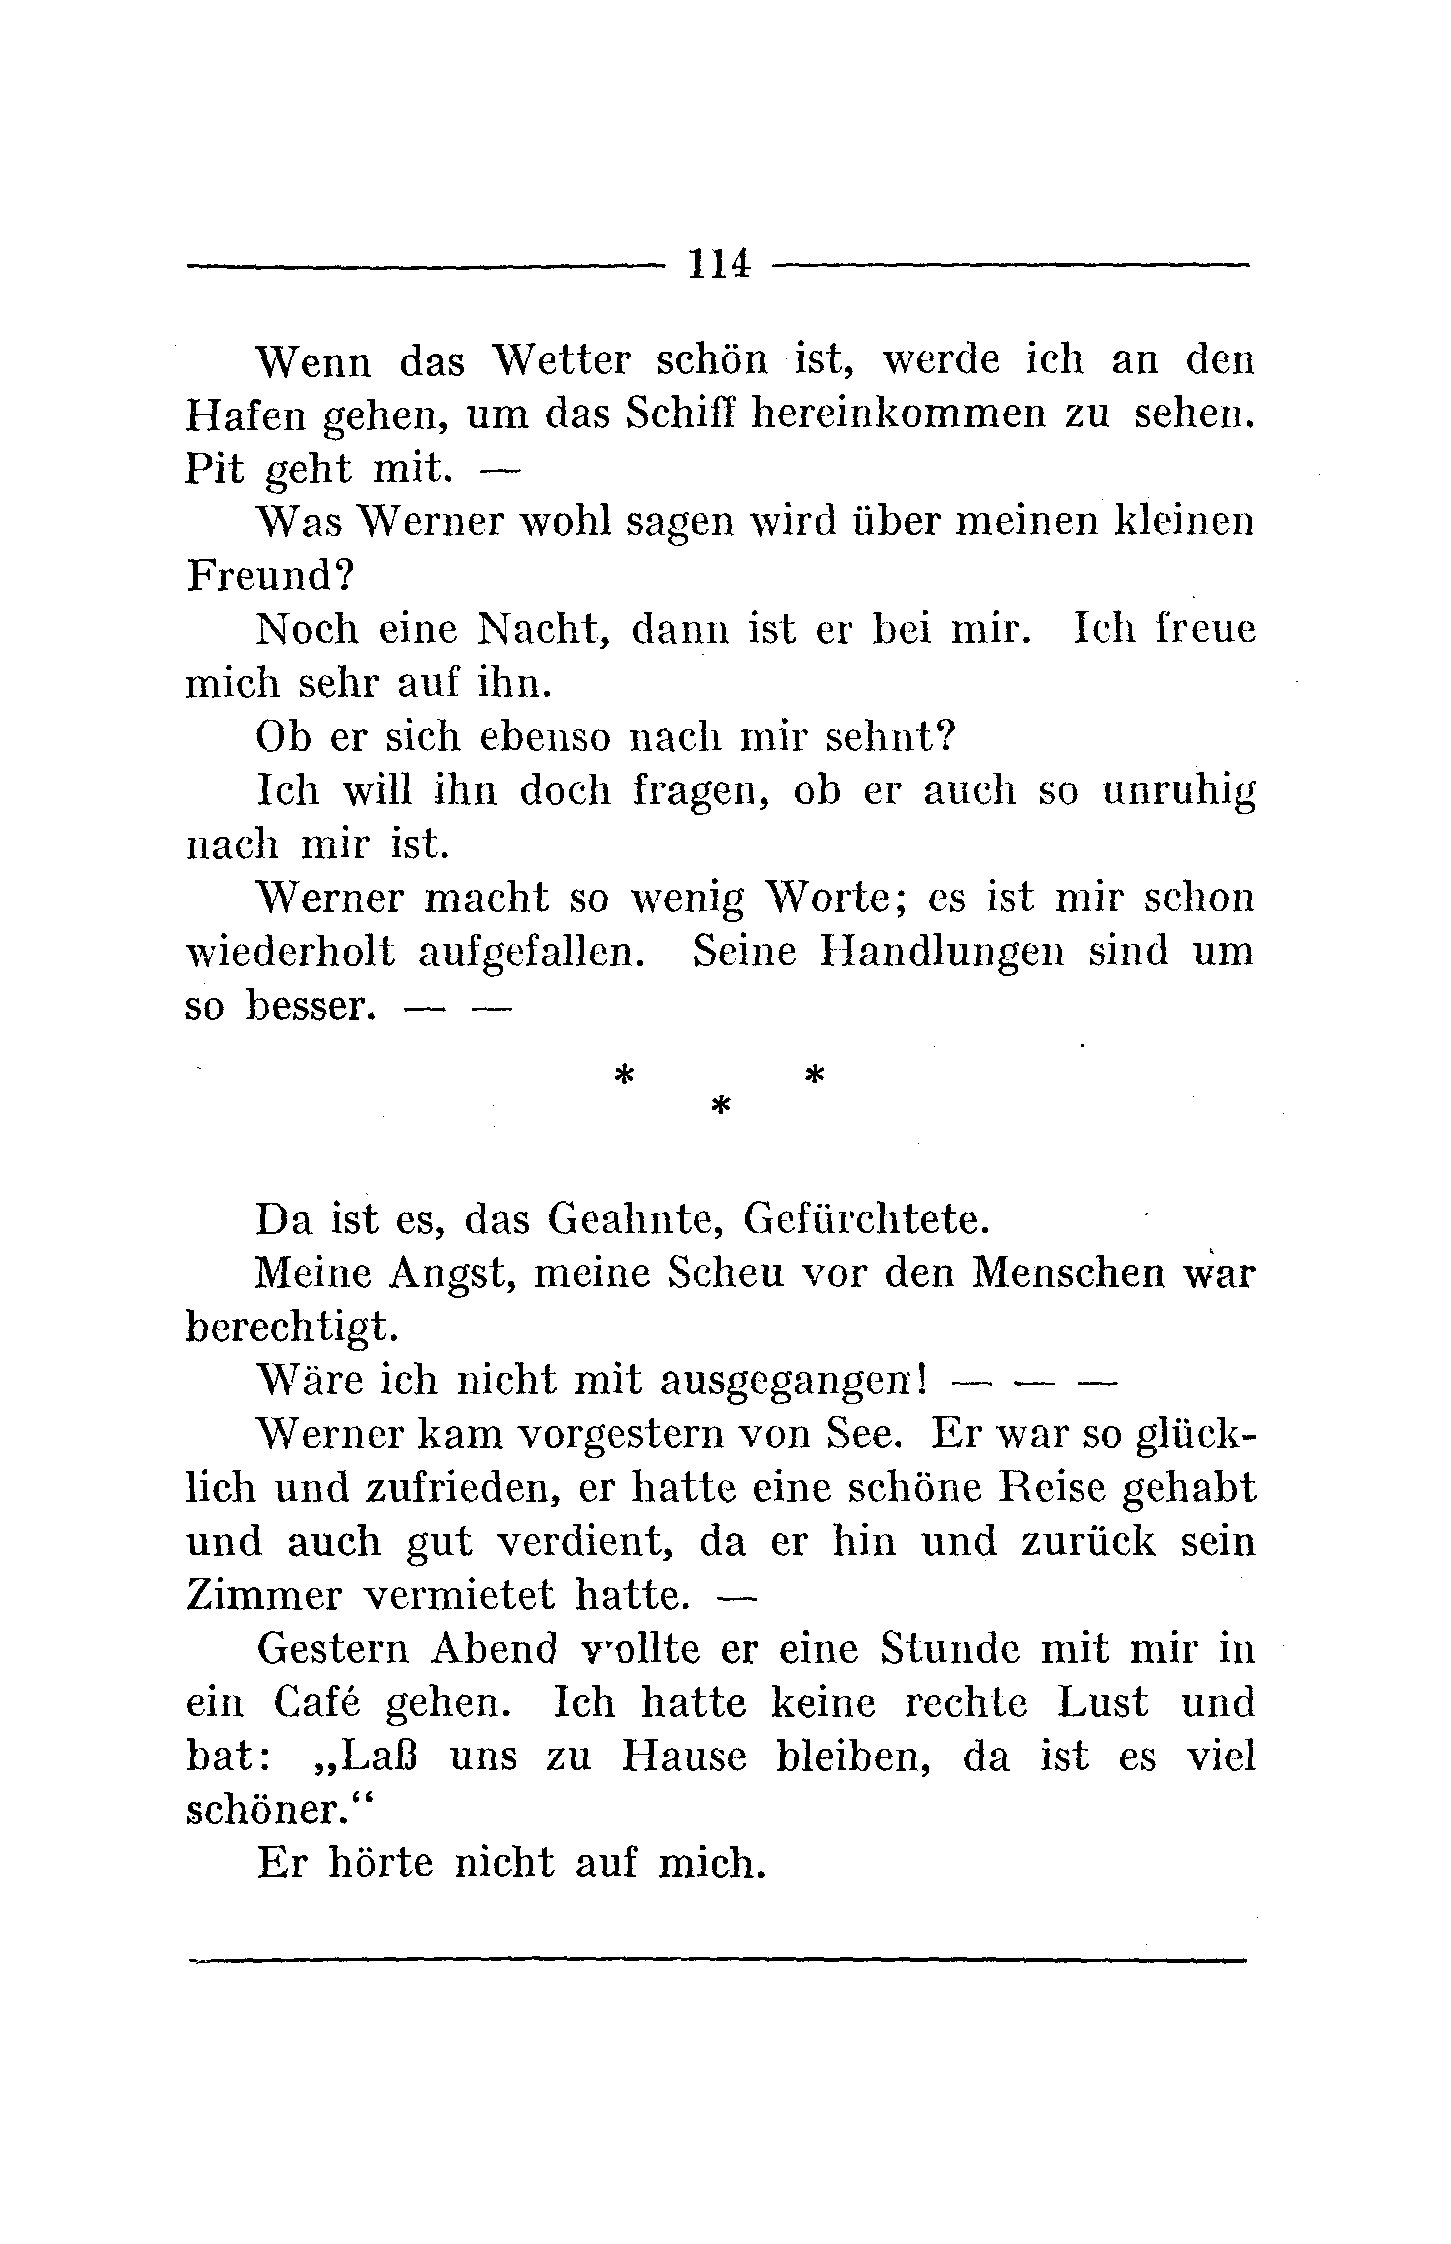 114
Wenn das Wetter schön ist, werde ich an den
Hafen gehen, um das Schiff hereinkommen zu sehen.
Pit geht mit. —
Was Werner wohl sagen wird über meinen kleinen
Freund?
Noch eine Nacht, dann ist er bei mir. Ich freue
mich sehr auf ihn.
Ob er sich ebenso nach mir sehnt?
Ich will ihn doch fragen, ob er auch so unruhig
nach mir ist.
Werner macht so wenig Worte; es ist mir schon
wiederholt aufgefallen. Seine Handlungen sind um
so besser. — —
* *
*
Da ist es, das Geahnte, Gefürchtete.
Meine Angst, meine Scheu vor den Menschen war
berechtigt.
Wäre ich nicht mit ausgegangen! — — —
Werner kam vorgestern von See. Er war so glück-
lich und zufrieden, er hatte eine schöne Reise gehabt
und auch gut verdient, da er hin und zurück sein
Zimmer vermietet hatte. —
Gestern Abend wollte er eine Stunde mit mir in
ein Café gehen. Ich hatte keine rechte Lust und
bat: „Laß uns zu Hause bleiben, da ist es viel
schöner.“
Er hörte nicht auf mich.